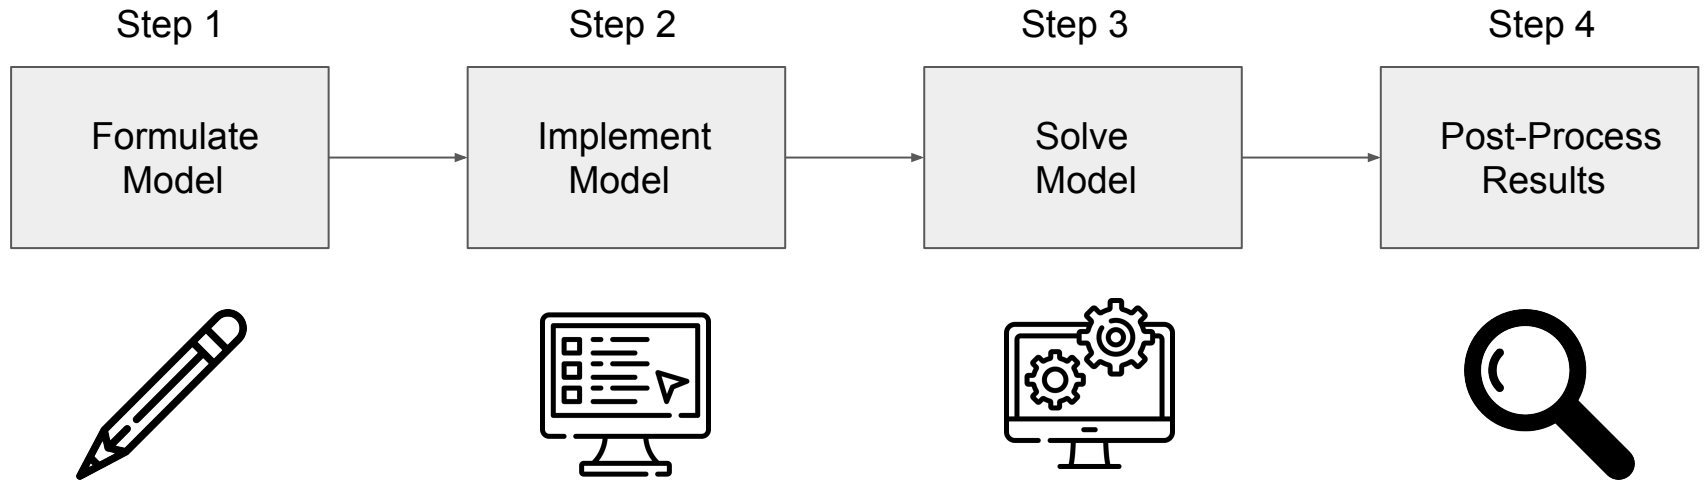 Step 1
Step 2
Step 3
Step 4
Formulate
Model
Implement
Model
Solve
Model
Post-Process
Results